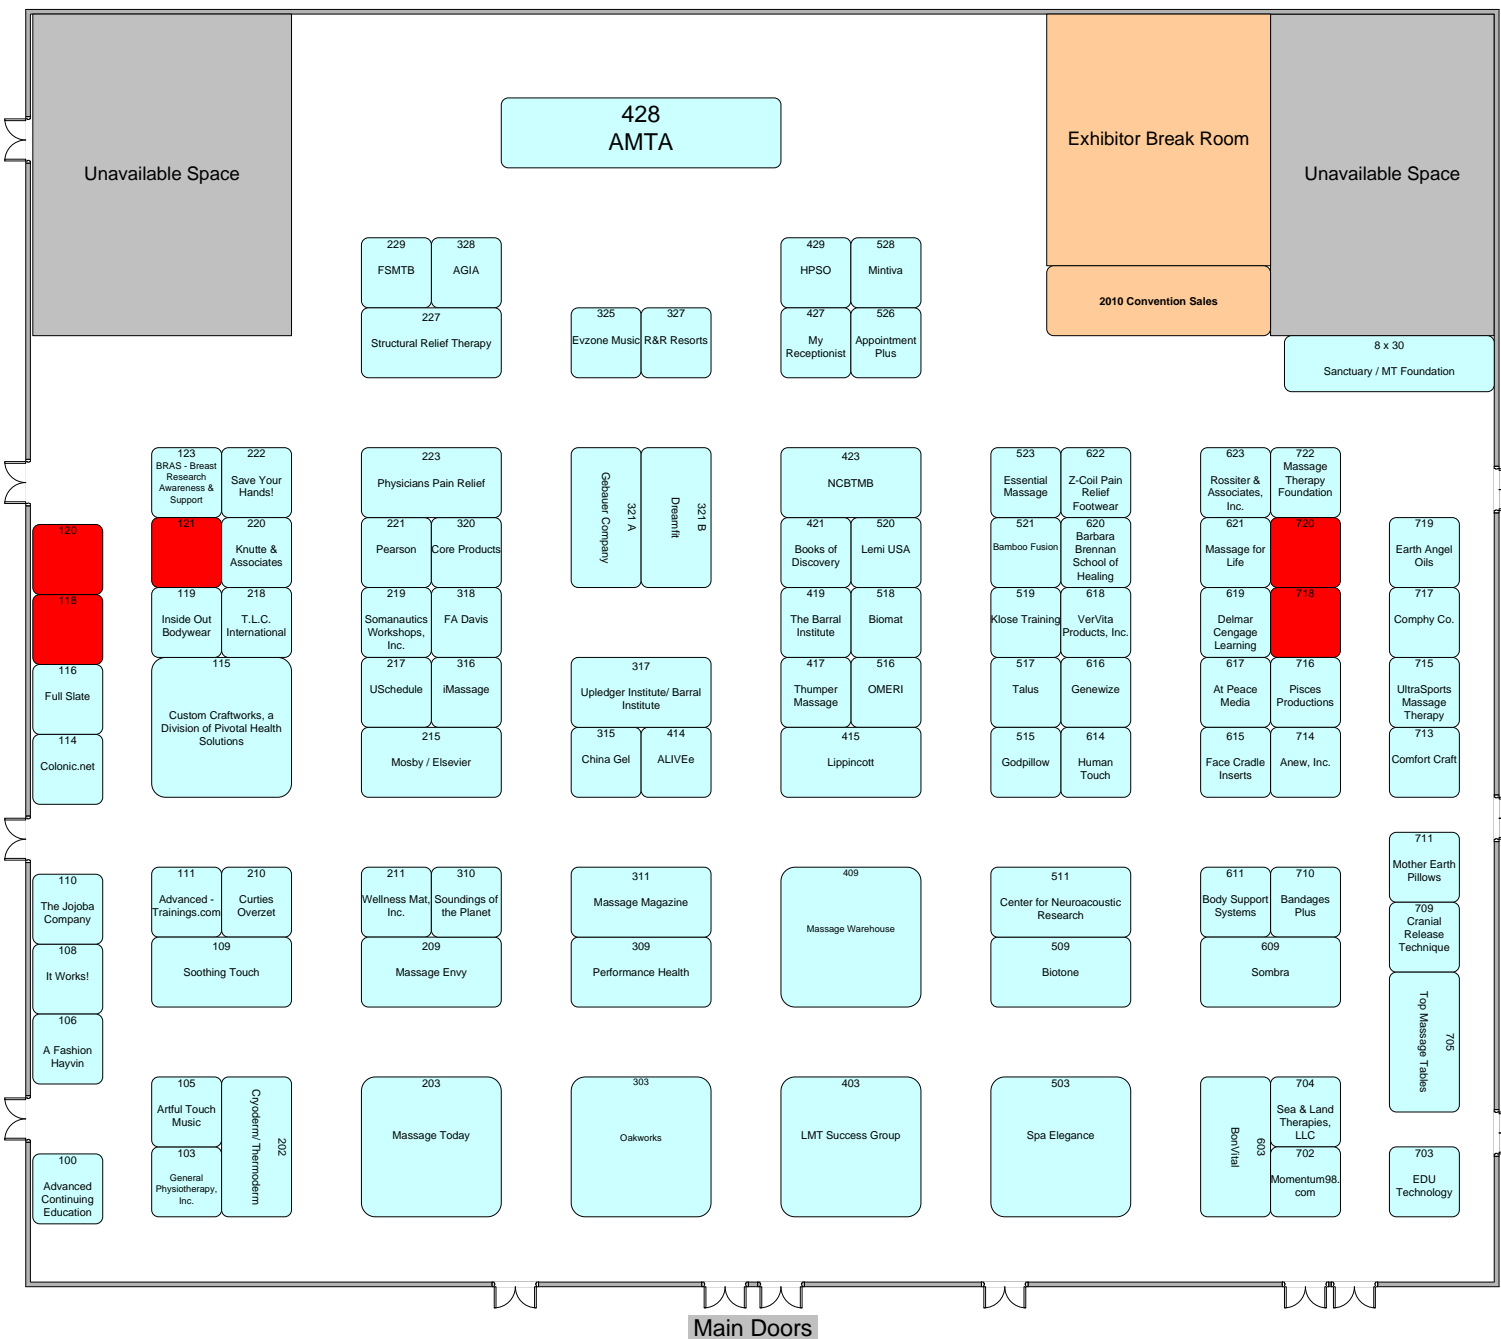 428
AMTA
Exhibitor Break Room
Unavailable Space
Unavailable Space
229
FSMTB
328
AGIA
429
HPSO
528
Mintiva
2010 Convention Sales
227
Structural Relief Therapy
325
Evzone Music
327
R&R Resorts
427
My
Receptionist
526
Appointment
Plus
8 x 30
Sanctuary / MT Foundation
123
BRAS - Breast
Research
Awareness &
Support
222
Save Your
Hands!
223
Physicians Pain Relief
321 A
Gebauer Company
321 B
Dreamfit
423
NCBTMB
523
Essential
Massage
622
Z-Coil Pain
Relief
Footwear
623
Rossiter &
Associates,
Inc.
722
Massage
Therapy
Foundation
120
121
220
Knutte &
Associates
221
Pearson
320
Core Products
421
Books of
Discovery
520
Lemi USA
521
Bamboo Fusion
620
Barbara
Brennan
School of
Healing
621
Massage for
Life
720
719
Earth Angel
Oils
118
119
Inside Out
Bodywear
218
T.L.C.
International
219
Somanautics
Workshops,
Inc.
318
FA Davis
419
The Barral
Institute
518
Biomat
519
Klose Training
618
VerVita
Products, Inc.
619
Delmar
Cengage
Learning
718
717
Comphy Co.
116
Full Slate
115
Custom Craftworks, a
Division of Pivotal Health
Solutions
217
USchedule
316
iMassage
317
Upledger Institute/ Barral
Institute
417
Thumper
Massage
516
OMERI
517
Talus
616
Genewize
617
At Peace
Media
716
Pisces
Productions
715
UltraSports
Massage
Therapy
114
Colonic.net
215
Mosby / Elsevier
315
China Gel
414
ALIVEe
415
Lippincott
515
Godpillow
614
Human
Touch
615
Face Cradle
Inserts
714
Anew, Inc.
713
Comfort Craft
711
Mother Earth
Pillows
110
The Jojoba
Company
111
Advanced -
Trainings.com
210
Curties
Overzet
211
Wellness Mat,
Inc.
310
Soundings of
the Planet
311
Massage Magazine
409
Massage Warehouse
511
Center for Neuroacoustic
Research
611
Body Support
Systems
710
Bandages
Plus
709
Cranial
Release
Technique
108
It Works!
109
Soothing Touch
209
Massage Envy
309
Performance Health
509
Biotone
609
Sombra
705
Top Massage Tables
106
A Fashion
Hayvin
105
Artful Touch
Music
202
Cryoderm/ Thermoderm
203
Massage Today
303
Oakworks
403
LMT Success Group
503
Spa Elegance
603
BonVital
704
Sea & Land
Therapies,
LLC
103
General
Physiotherapy,
Inc.
702
Momentum98.
com
703
EDU
Technology
100
Advanced
Continuing
Education
Main Doors